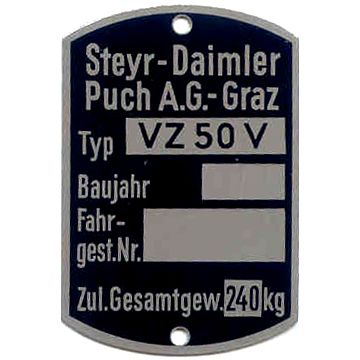 Steyr-Daimler
Puch A.G.-Graz
Typ VZ 50 V
Baujahr
Fahr-
gest.Nr.
Zul.Gesamtgew. 240 kg